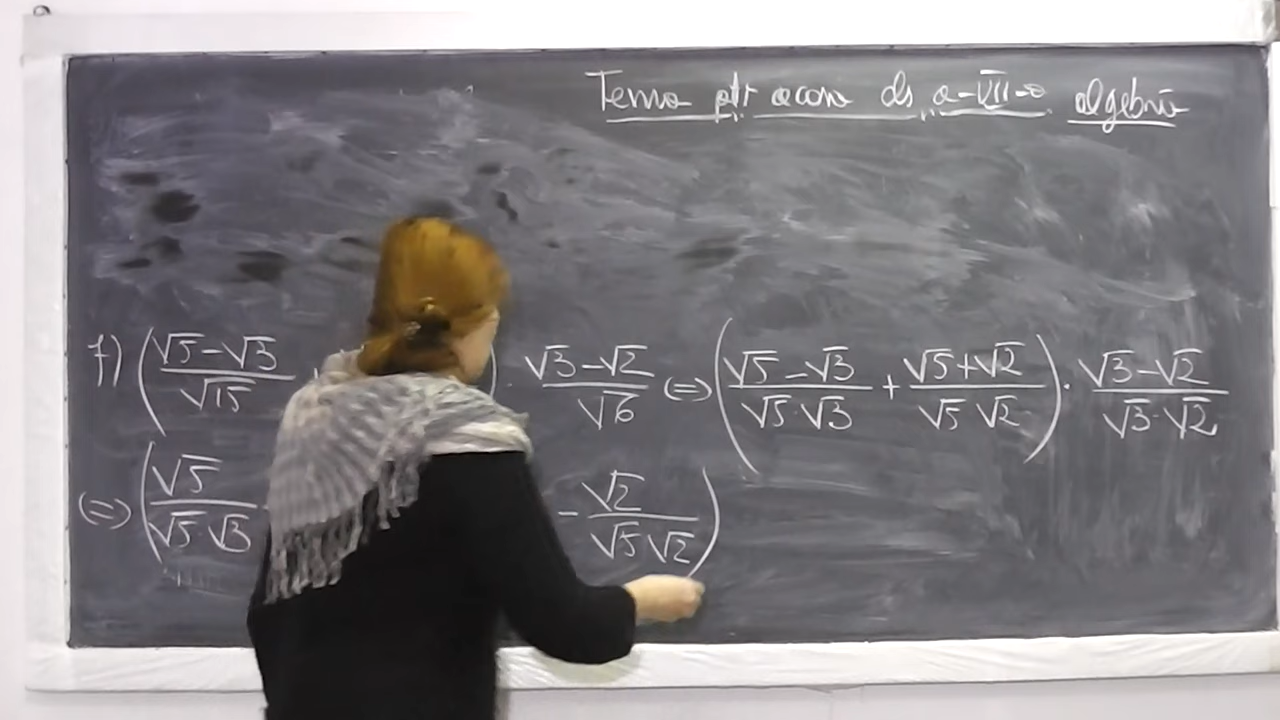 Tema ptr acasa cls a-VII-a algebră
f) (√5-√3/√15 ) · √3-√2/√6 (=) (√5-√3/√5·√3 + √5+√2/√5 √2) · √3-√2/√3·√2
(=) (√5/√5·√3 - √2/√5 √2)